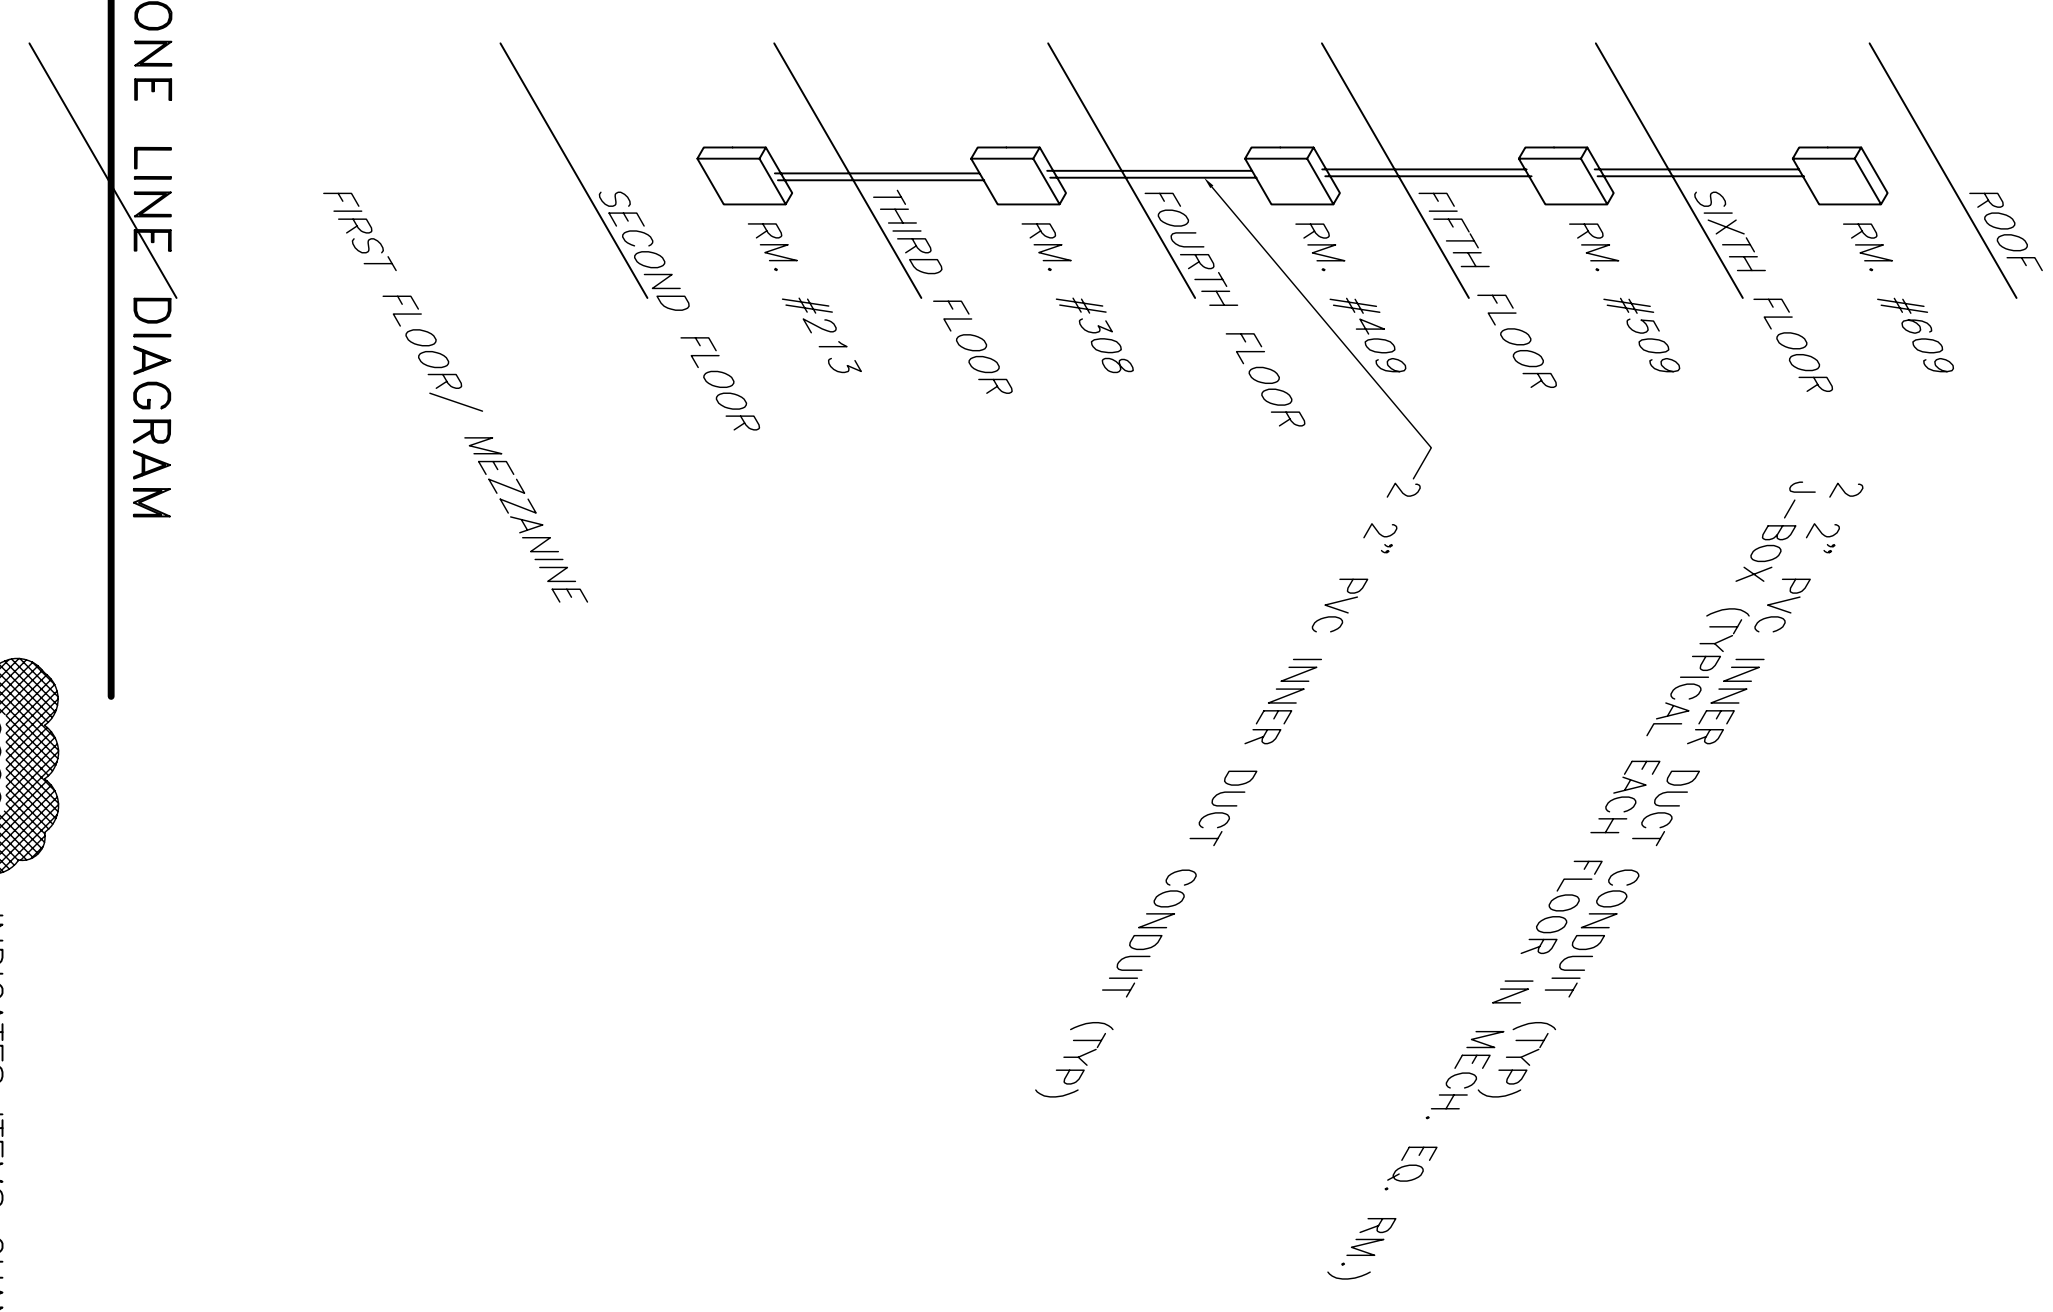 ROOF
RM. #609
SIXTH FLOOR
RM. #509
FIFTH FLOOR
RM. #409
FOURTH FLOOR
RM. #308
THIRD FLOOR
RM. #213
SECOND FLOOR
FIRST FLOOR/ MEZZANINE
2 2" PVC INNER DUCT CONDUIT (TYP)
J-BOX (TYPICAL EACH FLOOR IN MECH. EQ. RM.)
2 2" PVC INNER DUCT CONDUIT (TYP)
ONE LINE DIAGRAM
INDICATES ITEMS